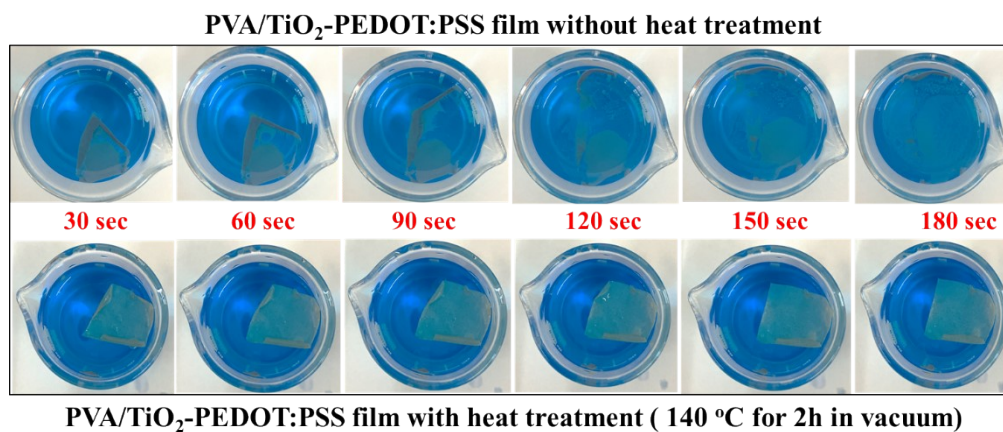 PVA/TiO₂-PEDOT:PSS film without heat treatment
30 sec 60 sec 90 sec 120 sec 150 sec 180 sec
PVA/TiO₂-PEDOT:PSS film with heat treatment ( 140 °C for 2h in vacuum)